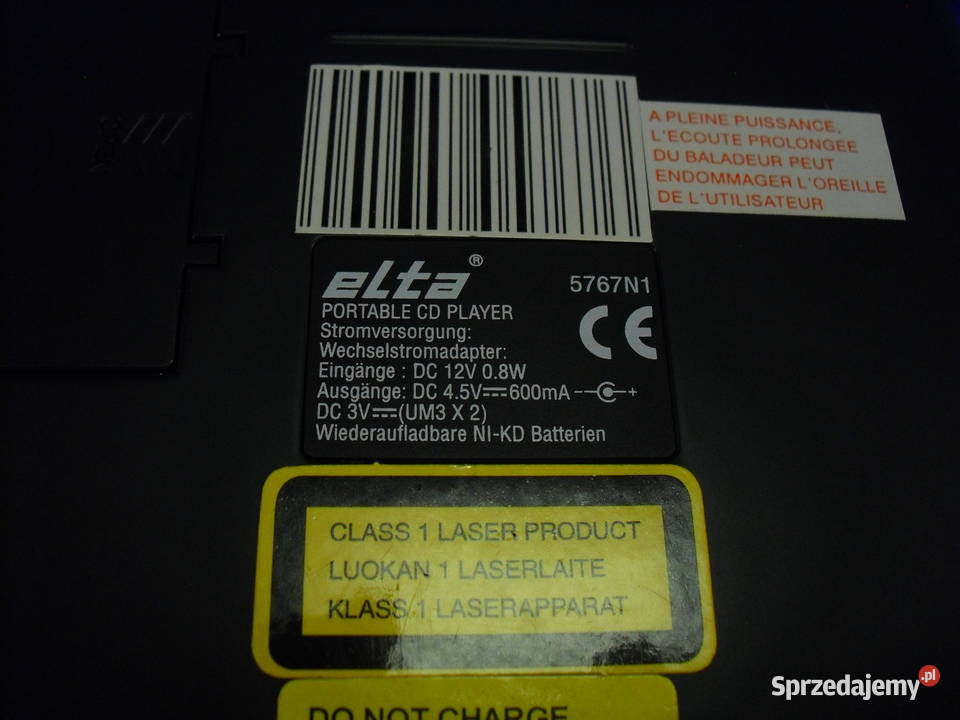 A PLEINE PUISSANCE,
L'ECOUTE PROLONGEE
DU BALADEUR PEUT
ENDOMMAGER L'OREILLE
DE L'UTILISATEUR
elta®
5767N1
PORTABLE CD PLAYER
CE
Stromversorgung:
Wechselstromadapter:
Eingänge : DC 12V 0.8W
Ausgänge: DC 4.5V⎓600mA
DC 3V⎓(UM3 X 2)
Wiederaufladbare NI-KD Batterien
CLASS 1 LASER PRODUCT
LUOKAN 1 LASERLAITE
KLASS 1 LASERAPPARAT
DO NOT CHARGE
Sprzedajemy.pl